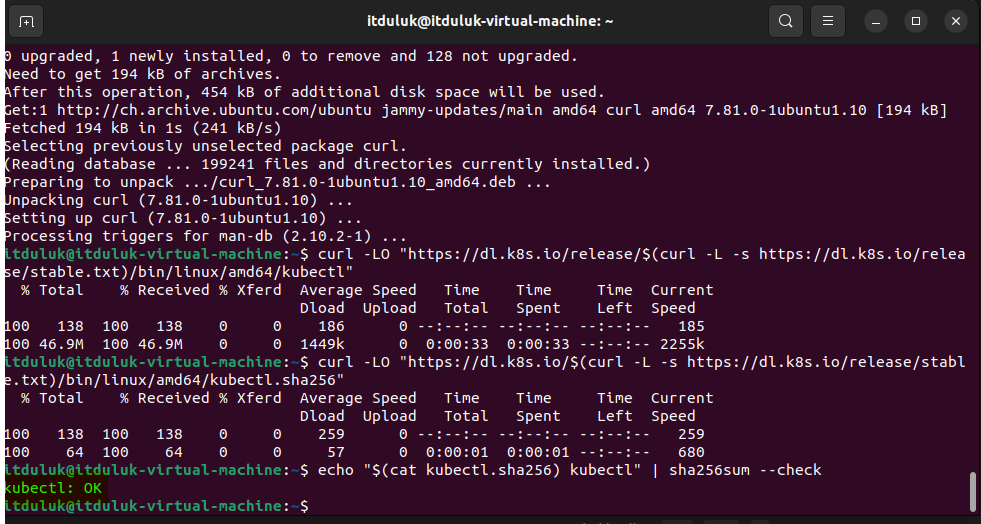 itduluk@itduluk-virtual-machine: ~
0 upgraded, 1 newly installed, 0 to remove and 128 not upgraded.
Need to get 194 kB of archives.
After this operation, 454 kB of additional disk space will be used.
Get:1 http://ch.archive.ubuntu.com/ubuntu jammy-updates/main amd64 curl amd64 7.81.0-1ubuntu1.10 [194 kB]
Fetched 194 kB in 1s (241 kB/s)
Selecting previously unselected package curl.
(Reading database ... 199241 files and directories currently installed.)
Preparing to unpack .../curl_7.81.0-1ubuntu1.10_amd64.deb ...
Unpacking curl (7.81.0-1ubuntu1.10) ...
Setting up curl (7.81.0-1ubuntu1.10) ...
Processing triggers for man-db (2.10.2-1) ...
itduluk@itduluk-virtual-machine:~$ curl -LO "https://dl.k8s.io/release/$(curl -L -s https://dl.k8s.io/relea
se/stable.txt)/bin/linux/amd64/kubectl"
  % Total    % Received % Xferd  Average Speed   Time    Time     Time  Current
                                 Dload  Upload   Total   Spent    Left  Speed
100   138  100   138    0     0    186      0 --:--:-- --:--:-- --:--:--   185
100 46.9M  100 46.9M    0     0  1449k      0  0:00:33  0:00:33 --:--:-- 2255k
itduluk@itduluk-virtual-machine:~$ curl -LO "https://dl.k8s.io/$(curl -L -s https://dl.k8s.io/release/stabl
e.txt)/bin/linux/amd64/kubectl.sha256"
  % Total    % Received % Xferd  Average Speed   Time    Time     Time  Current
                                 Dload  Upload   Total   Spent    Left  Speed
100   138  100   138    0     0    259      0 --:--:-- --:--:-- --:--:--   259
100    64  100    64    0     0     57      0  0:00:01  0:00:01 --:--:--   680
itduluk@itduluk-virtual-machine:~$ echo "$(cat kubectl.sha256) kubectl" | sha256sum --check
kubectl: OK
itduluk@itduluk-virtual-machine:~$